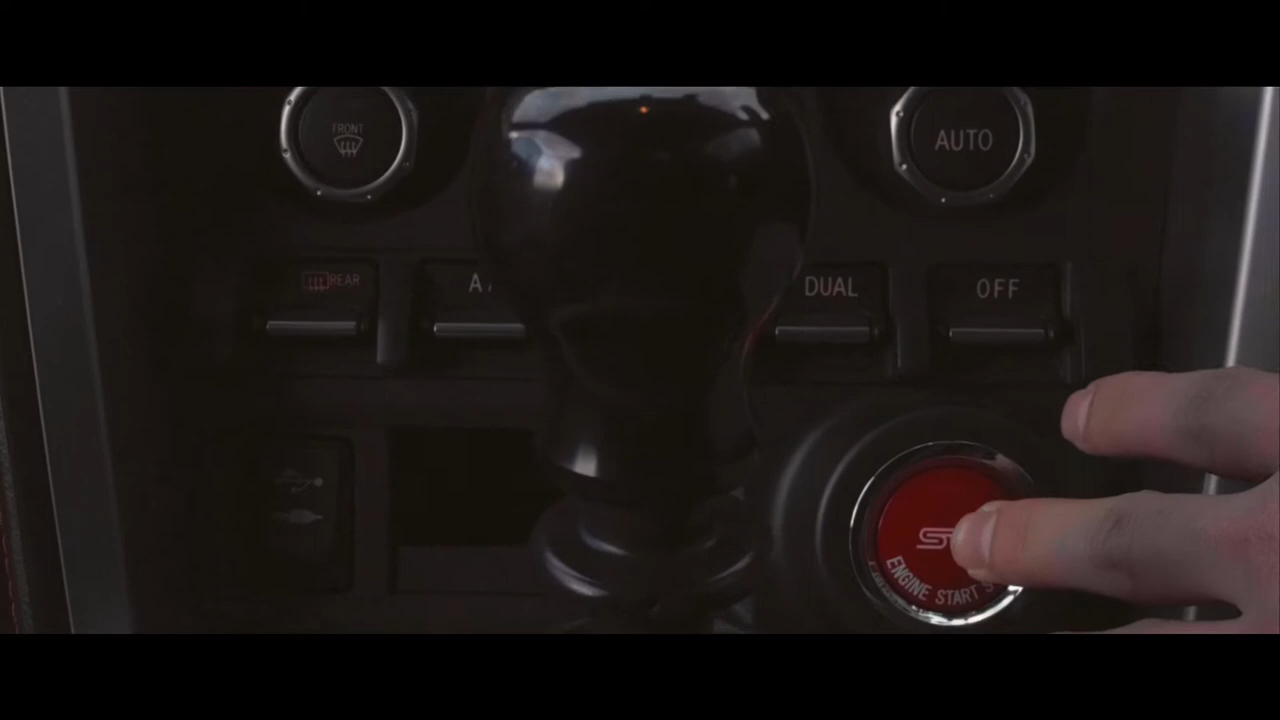 FRONT
AUTO
REAR
DUAL
OFF
ENGINE START